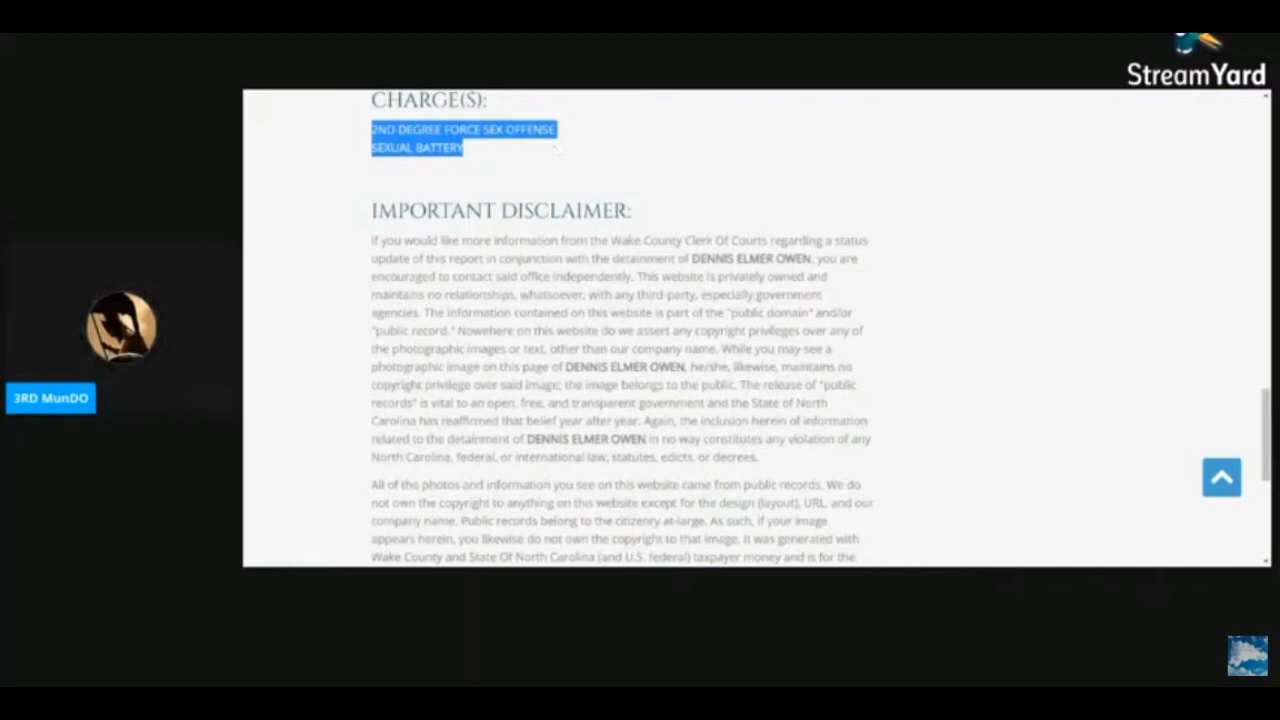 StreamYard
CHARGE(S):
2ND DEGREE FORCE SEX OFFENSE
SEXUAL BATTERY
IMPORTANT DISCLAIMER:
If you would like more information from the Wake County Clerk Of Courts regarding a status
update of this report in conjunction with the detainment of DENNIS ELMER OWEN, you are
encouraged to contact said office independently. This website is privately owned and
maintains no relationships, whatsoever, with any third-party, especially government
agencies. The information contained on this website is part of the "public domain" and/or
"public record." Nowehere on this website do we assert any copyright privileges over any of
the photographic images or text, other than our company name. While you may see a
photographic image on this page of DENNIS ELMER OWEN, he/she, likewise, maintains no
copyright privilege over said image; the image belongs to the public. The release of "public
records" is vital to an open, free, and transparent government and the State of North
Carolina has reaffirmed that belief year after year. Again, the inclusion herein of information
related to the detainment of DENNIS ELMER OWEN in no way constitutes any violation of any
North Carolina, federal, or international law, statutes, edicts, or decrees.
All of the photos and information you see on this website came from public records. We do
not own the copyright to anything on this website except for the design (layout), URL, and our
company name. Public records belong to the citizenry at-large. As such, if your image
appears herein, you likewise do not own the copyright to that image. It was generated with
Wake County and State Of North Carolina (and U.S. federal) taxpayer money and is for the
3RD MunDO